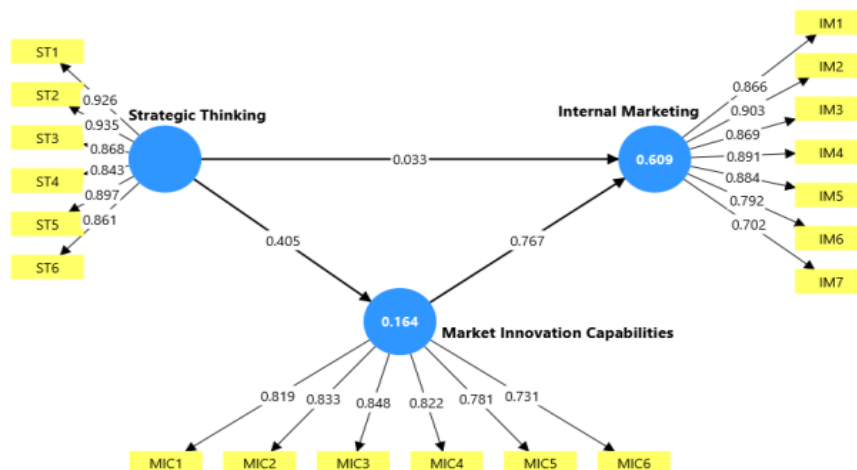 IM1
ST1
IM2
0.866
ST2
0.926
Strategic Thinking
Internal Marketing
0.903
IM3
0.935
0.869
ST3
0.868
0.033
0.609
0.891
IM4
0.843
0.884
ST4
0.897
IM5
0.792
0.861
0.702
ST5
IM6
0.405
0.767
ST6
IM7
0.164
Market Innovation Capabilities
0.819
0.833
0.848
0.822
0.781
0.731
MIC1
MIC2
MIC3
MIC4
MIC5
MIC6